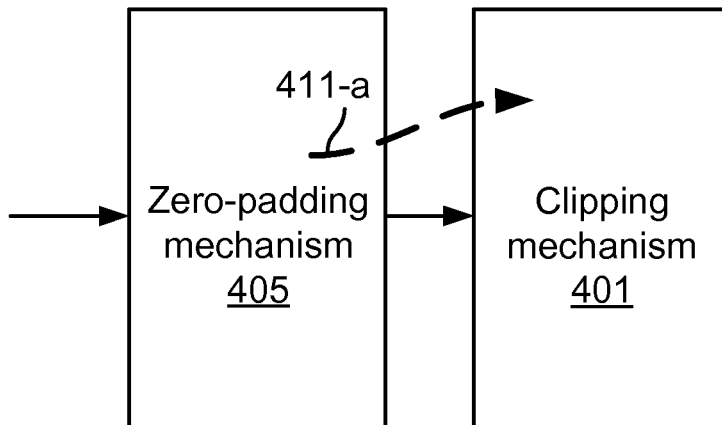 411-a
Zero-padding
mechanism
405
Clipping
mechanism
401